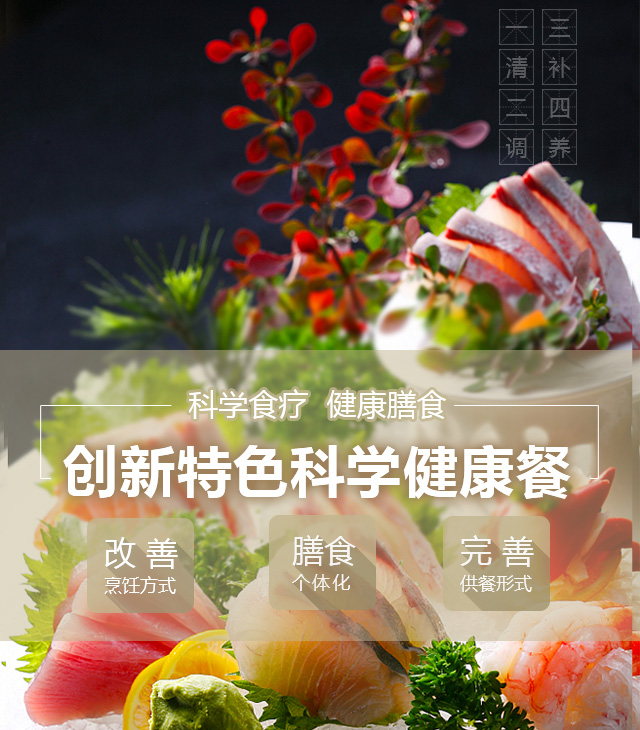 一 三
清 补
二 四
调 养
科学食疗 健康膳食
创新特色科学健康餐
改善
烹饪方式
膳食
个体化
完善
供餐形式